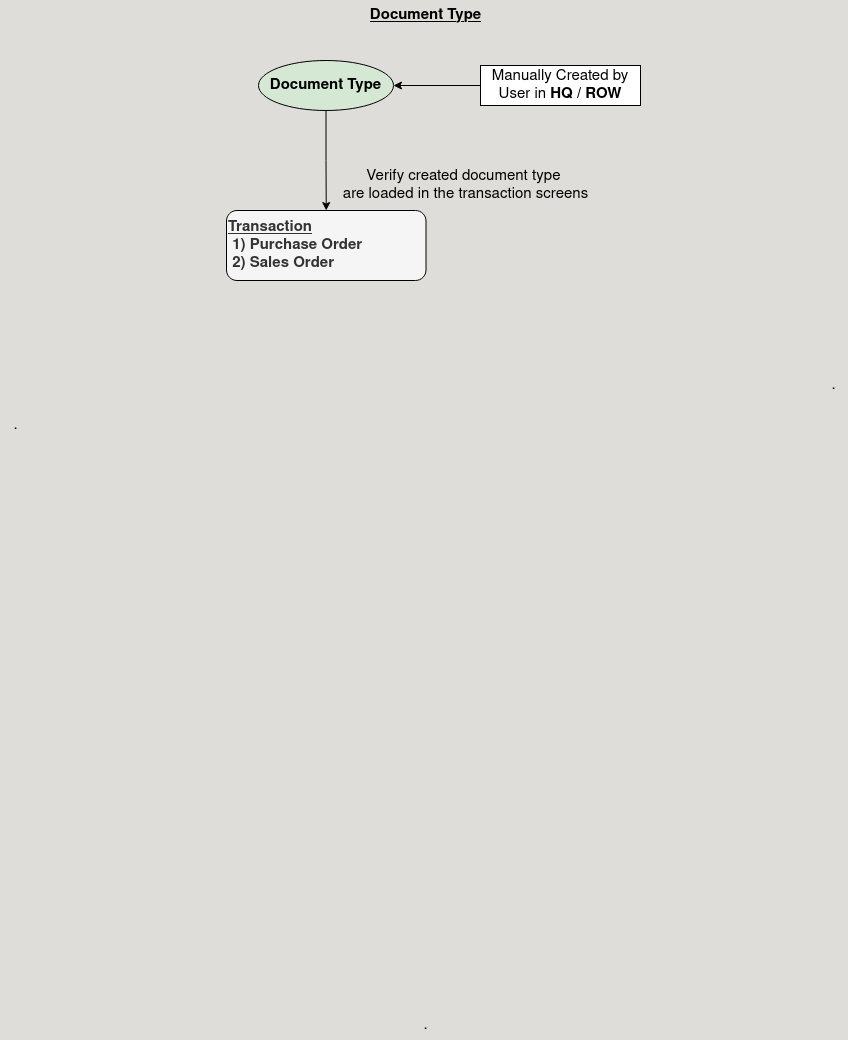 Document Type
Document Type
Manually Created by
User in HQ / ROW
Verify created document type
are loaded in the transaction screens
Transaction
1) Purchase Order
2) Sales Order
.
.
.